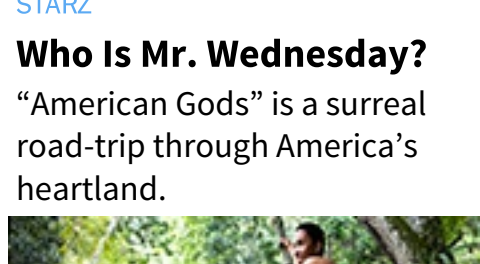 STARZ
Who Is Mr. Wednesday?
“American Gods” is a surreal
road-trip through America’s
heartland.